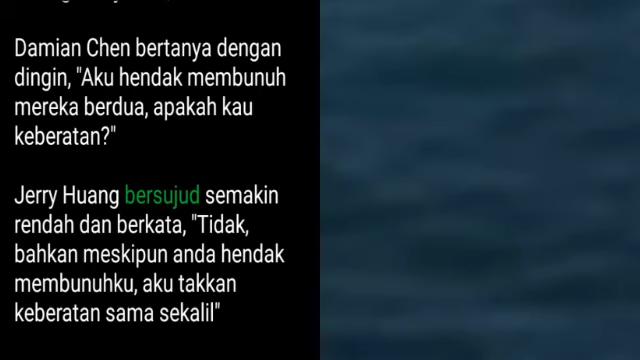 Damian Chen bertanya dengan
dingin, "Aku hendak membunuh
mereka berdua, apakah kau
keberatan?"
Jerry Huang bersujud semakin
rendah dan berkata, "Tidak,
bahkan meskipun anda hendak
membunuhku, aku takkan
keberatan sama sekalil"